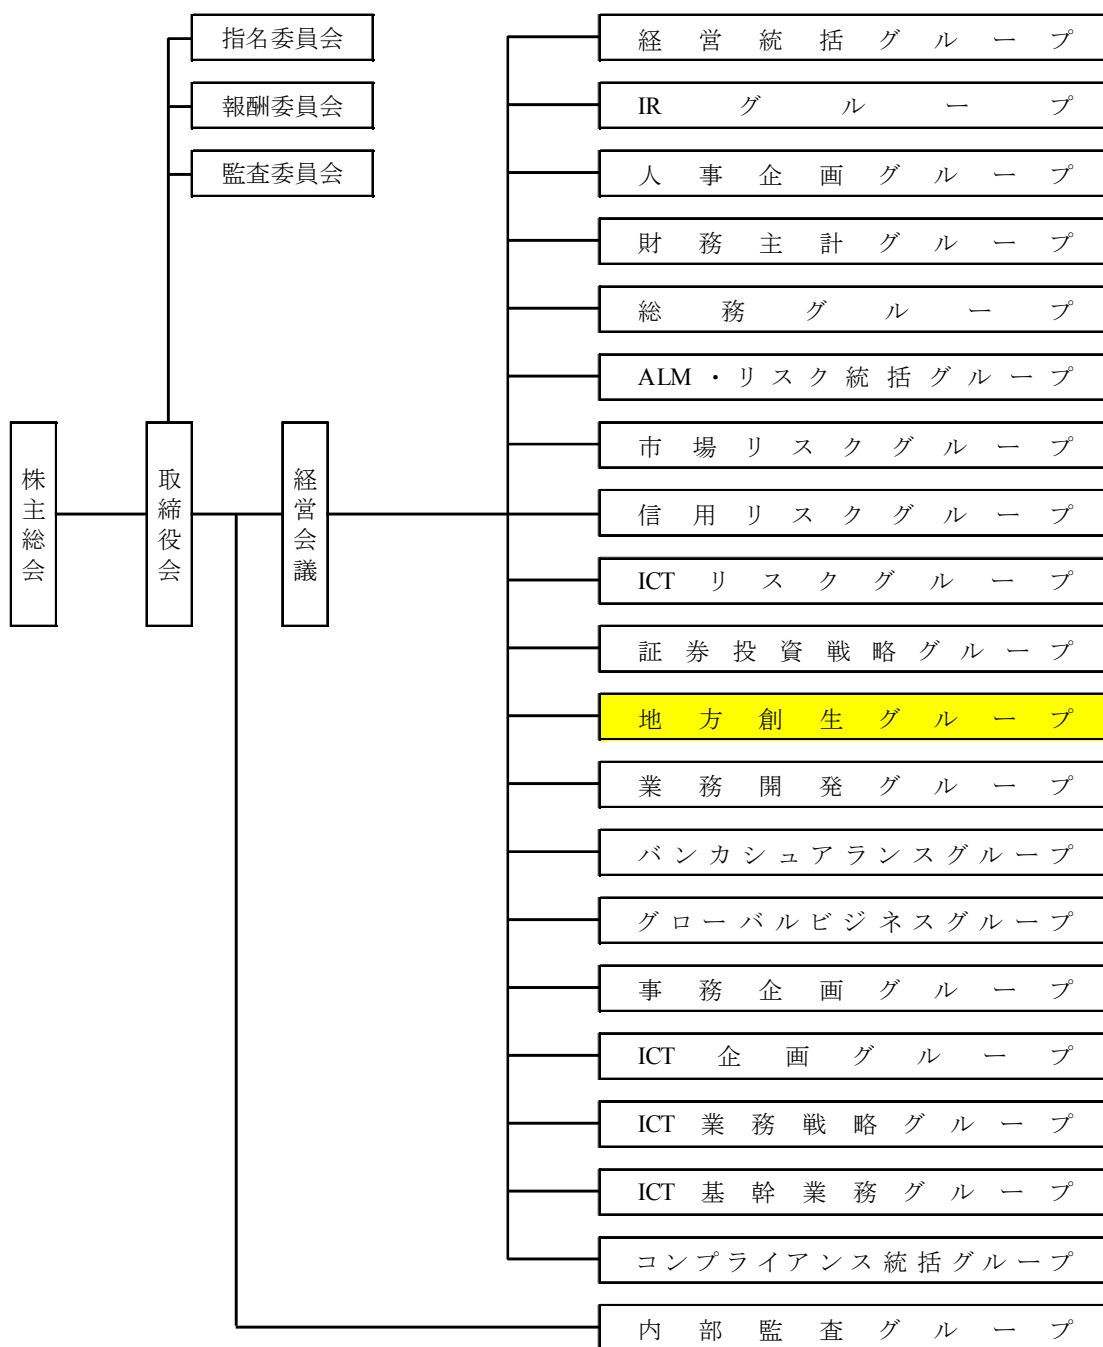 指名委員会
報酬委員会
監査委員会
株主総会
取締役会
経営会議
経営統括グループ
IRグループ
人事企画グループ
財務主計グループ
総務グループ
ALM・リスク統括グループ
市場リスクグループ
信用リスクグループ
ICTリスクグループ
証券投資戦略グループ
地方創生グループ
業務開発グループ
バンカシュアランスグループ
グローバルビジネスグループ
事務企画グループ
ICT企画グループ
ICT業務戦略グループ
ICT基幹業務グループ
コンプライアンス統括グループ
内部監査グループ